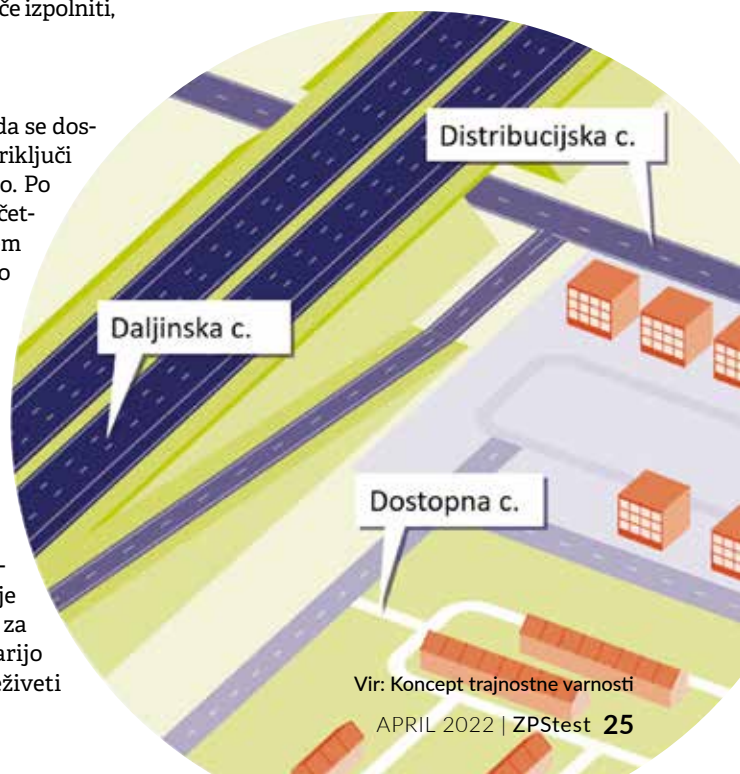 če izpolniti,
da se dos-
riključi
o. Po
čet-
m
o
-
je
za
arijo
eživeti
Distribucijska c.
Daljinska c.
Dostopna c.
Vir: Koncept trajnostne varnosti
APRIL 2022 | ZPStest 25